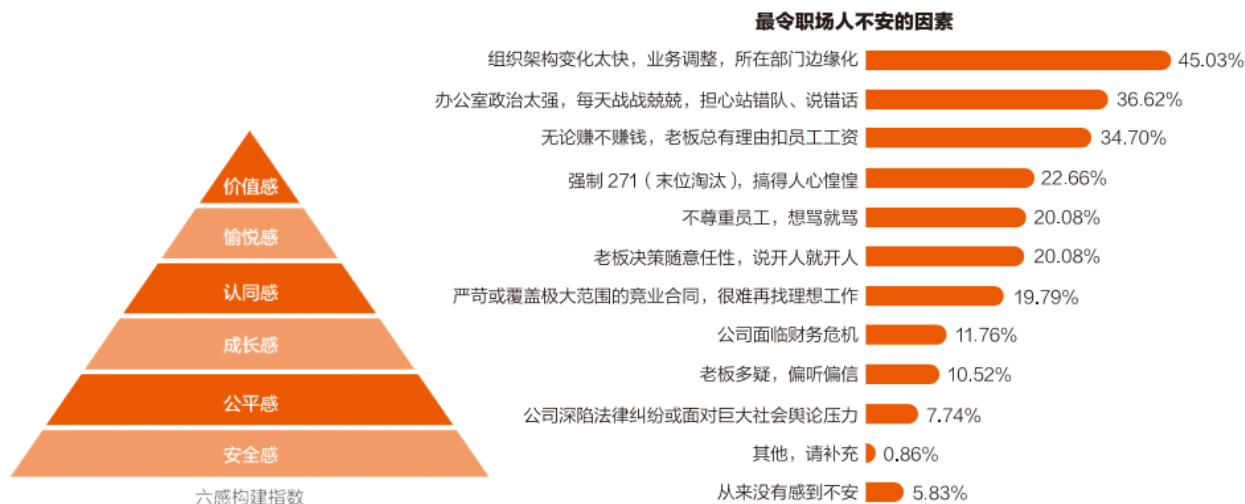 价值感
愉悦感
认同感
成长感
公平感
安全感
六感构建指数
最令职场人不安的因素
组织架构变化太快，业务调整，所在部门边缘化 45.03%
办公室政治太强，每天战战兢兢，担心站错队、说错话 36.62%
无论赚不赚钱，老板总有理由扣员工工资 34.70%
强制 271（末位淘汰），搞得人心惶惶 22.66%
不尊重员工，想骂就骂 20.08%
老板决策随意任性，说开人就开人 20.08%
严苛或覆盖极大范围的竞业合同，很难再找理想工作 19.79%
公司面临财务危机 11.76%
老板多疑，偏听偏信 10.52%
公司深陷法律纠纷或面对巨大社会舆论压力 7.74%
其他，请补充 0.86%
从来没有感到不安 5.83%